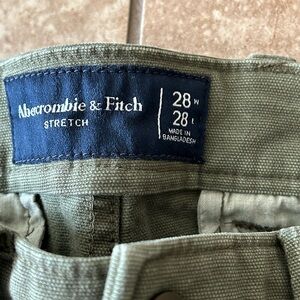 Abercrombie & Fitch
STRETCH
28 W
28 L
MADE IN
BANGLADESH